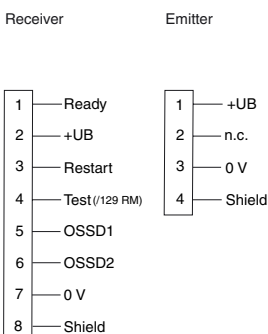 Receiver
1 Ready
2 +UB
3 Restart
4 Test (/129 RM)
5 OSSD1
6 OSSD2
7 0 V
8 Shield
Emitter
1 +UB
2 n.c.
3 0 V
4 Shield